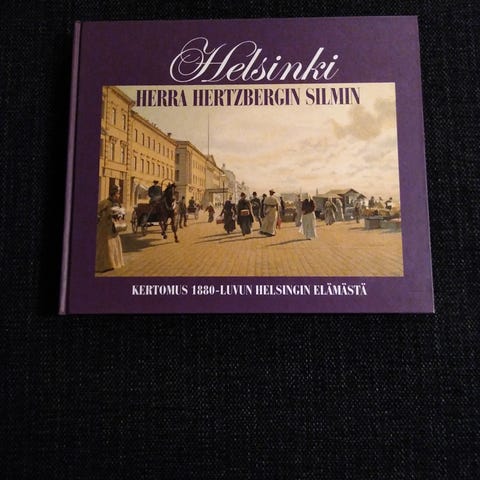 Helsinki
HERRA HERTZBERGIN SILMIN
KERTOMUS 1880-LUVUN HELSINGIN ELÄMÄSTÄ